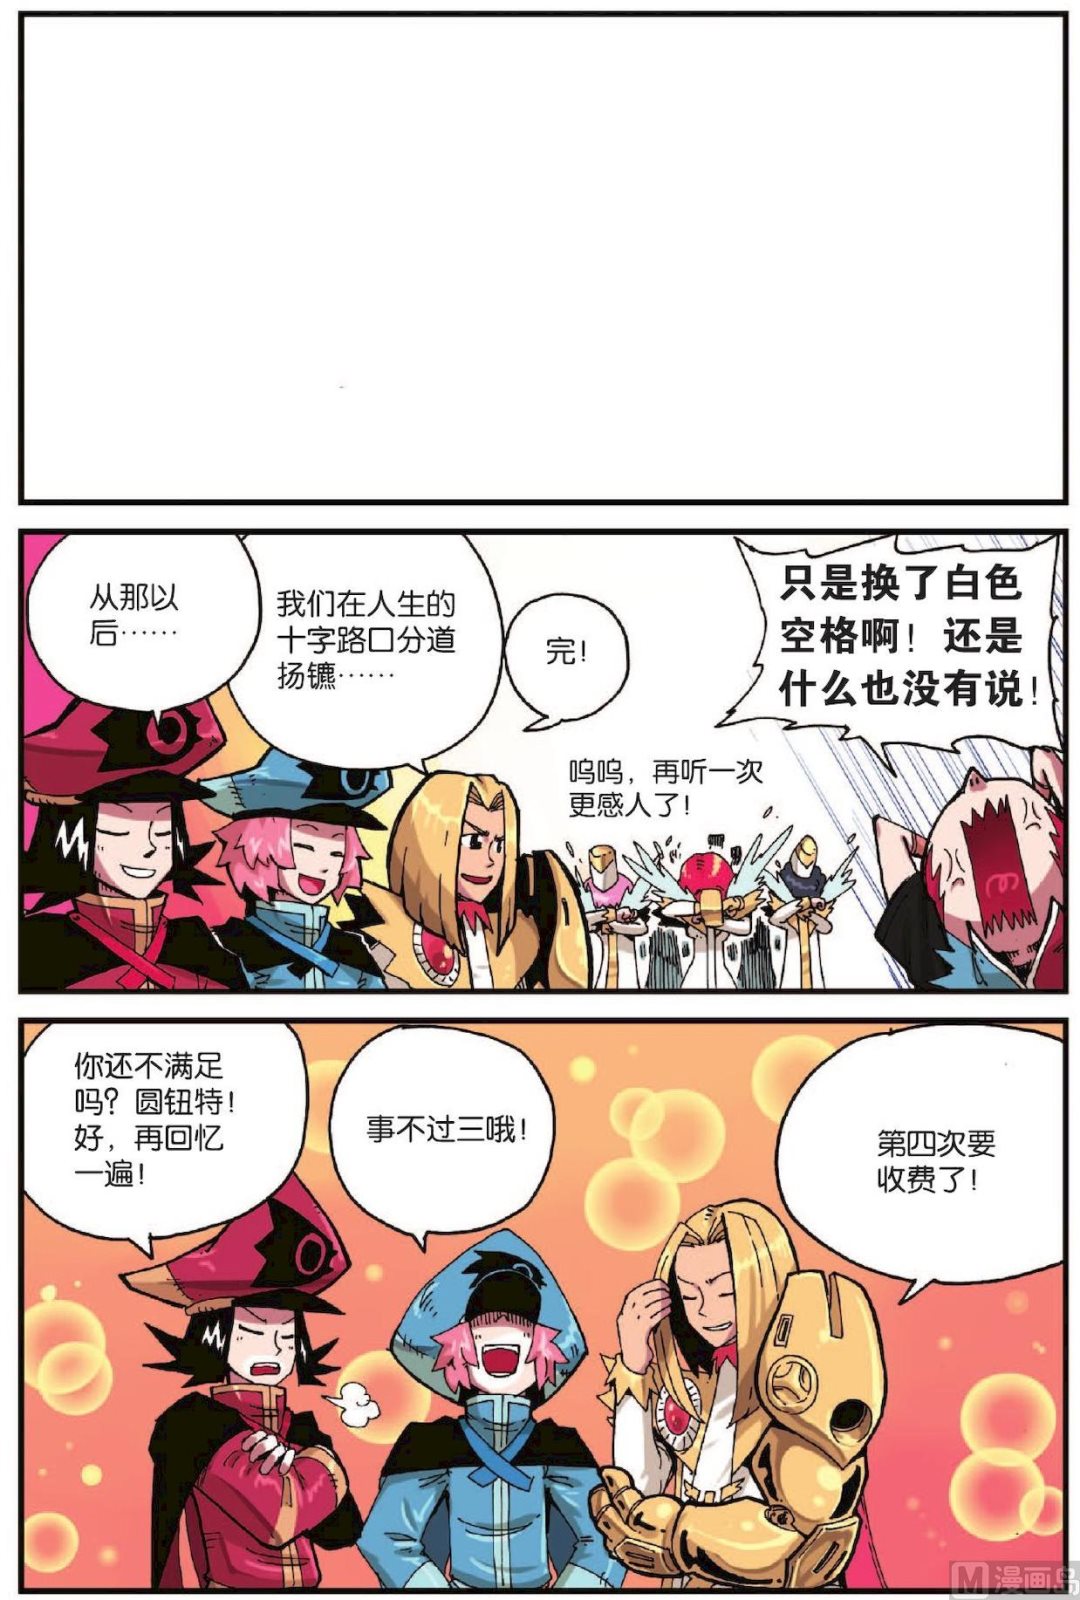 从那以
后……
我们在人生的
十字路口分道
扬镳……
完！
只是换了白色
空格啊！还是
什么也没有说！
呜呜，再听一次
更感人了！
你还不满足
吗？圆钮特！
好，再回忆
一遍！
事不过三哦！
第四次要
收费了！
M漫画岛